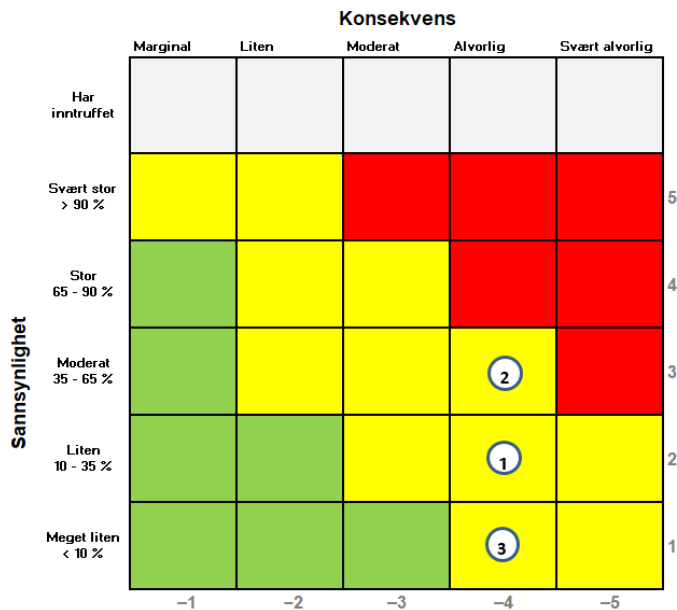 Konsekvens
Marginal Liten Moderat Alvorlig Svært alvorlig
Har
inntruffet
Svært stor
> 90 %
5
Stor
65 - 90 %
4
Sannsynlighet
Moderat
35 - 65 %
2
3
Liten
10 - 35 %
1
2
Meget liten
< 10 %
3
1
–1 –2 –3 –4 –5